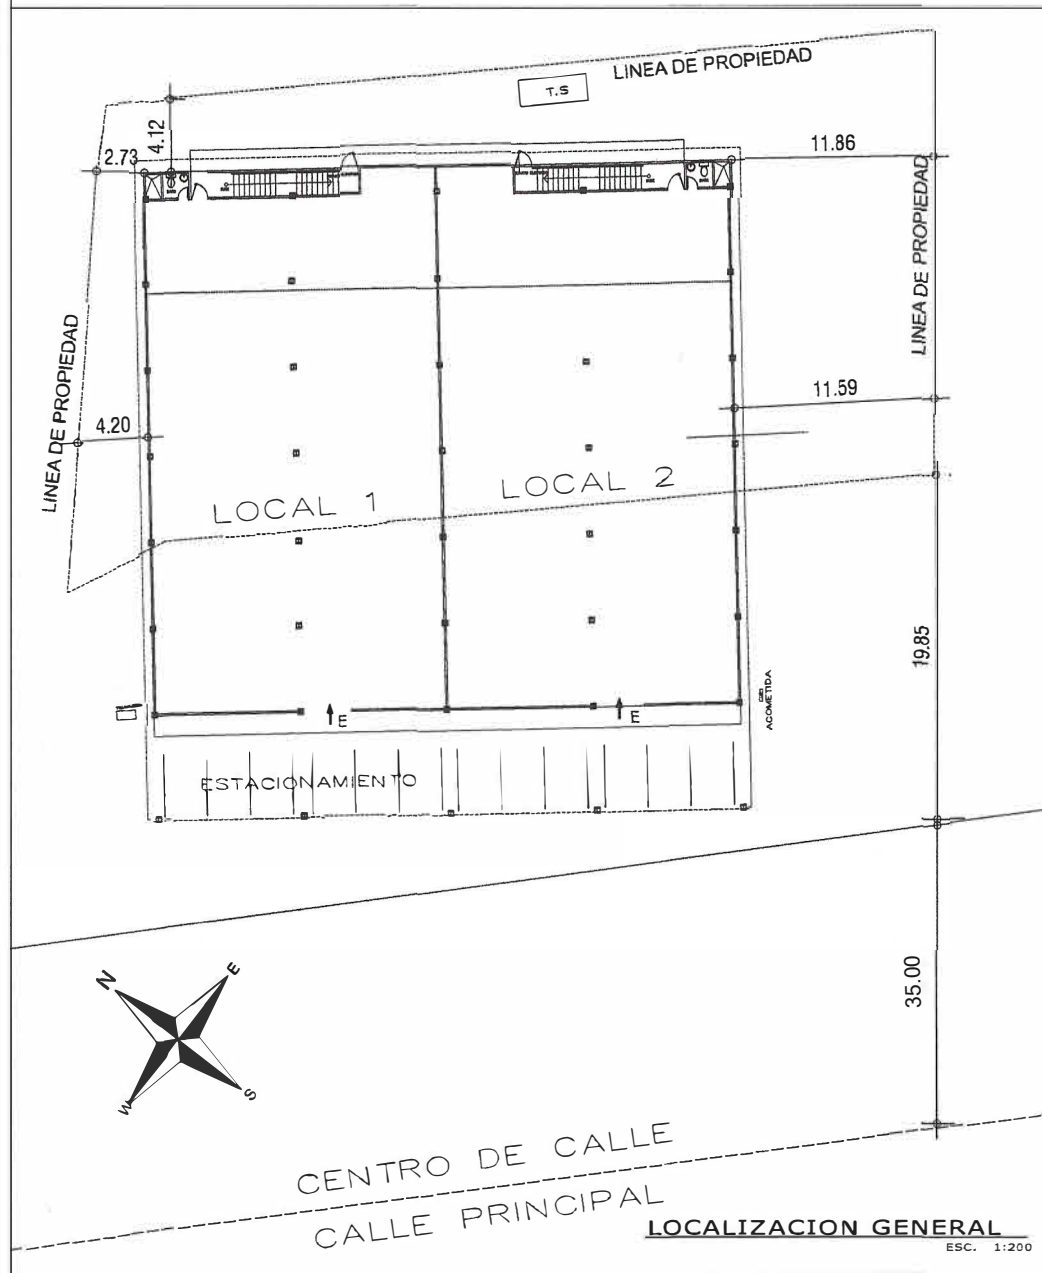 LINEA DE PROPIEDAD
T.S
4.12
2.73
11.86
LINEA DE PROPIEDAD
LINEA DE PROPIEDAD
11.59
4.20
LOCAL 1
LOCAL 2
19.85
ACOMETIDA
E
E
ESTACIONAMIENTO
35.00
N
E
W
S
CENTRO DE CALLE
CALLE PRINCIPAL
LOCALIZACION GENERAL
ESC. 1:200